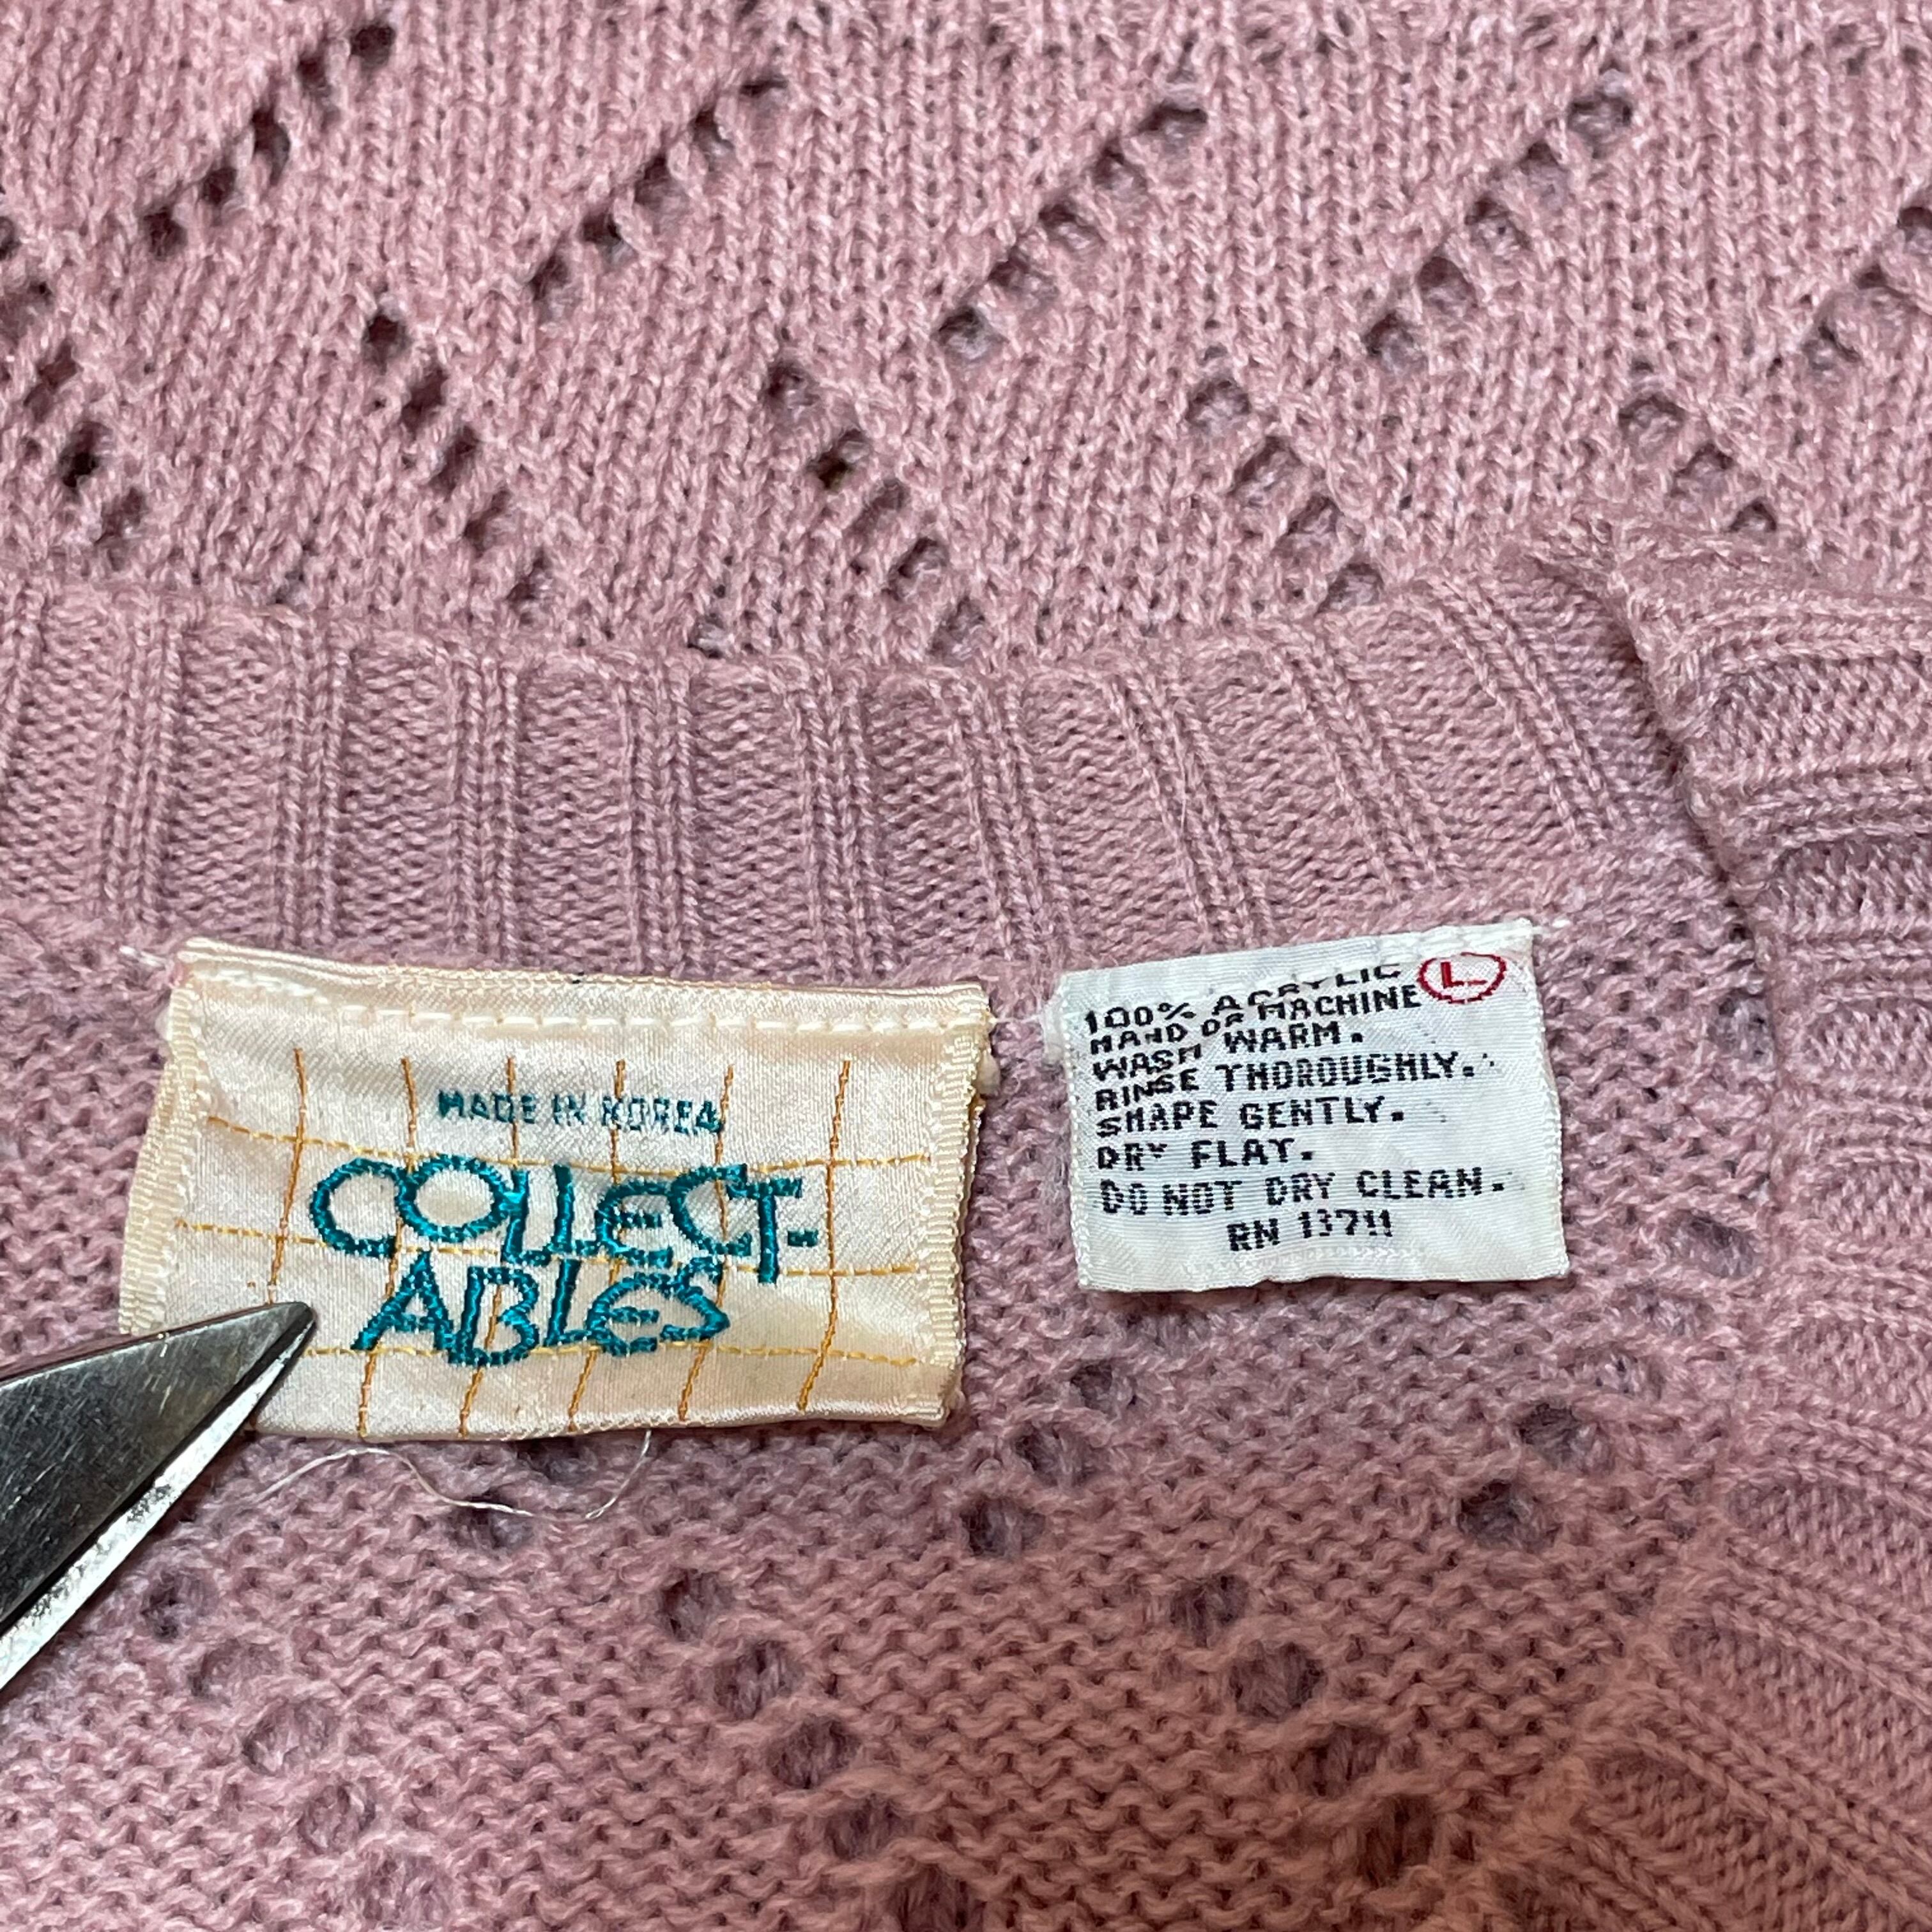 MADE IN KOREA
COLLECT-
ABLES
100% ACRYLIC L
HAND OR MACHINE
WASH WARM.
RINSE THOROUGHLY.
SHAPE GENTLY.
DRY FLAT.
DO NOT DRY CLEAN.
RN 13711